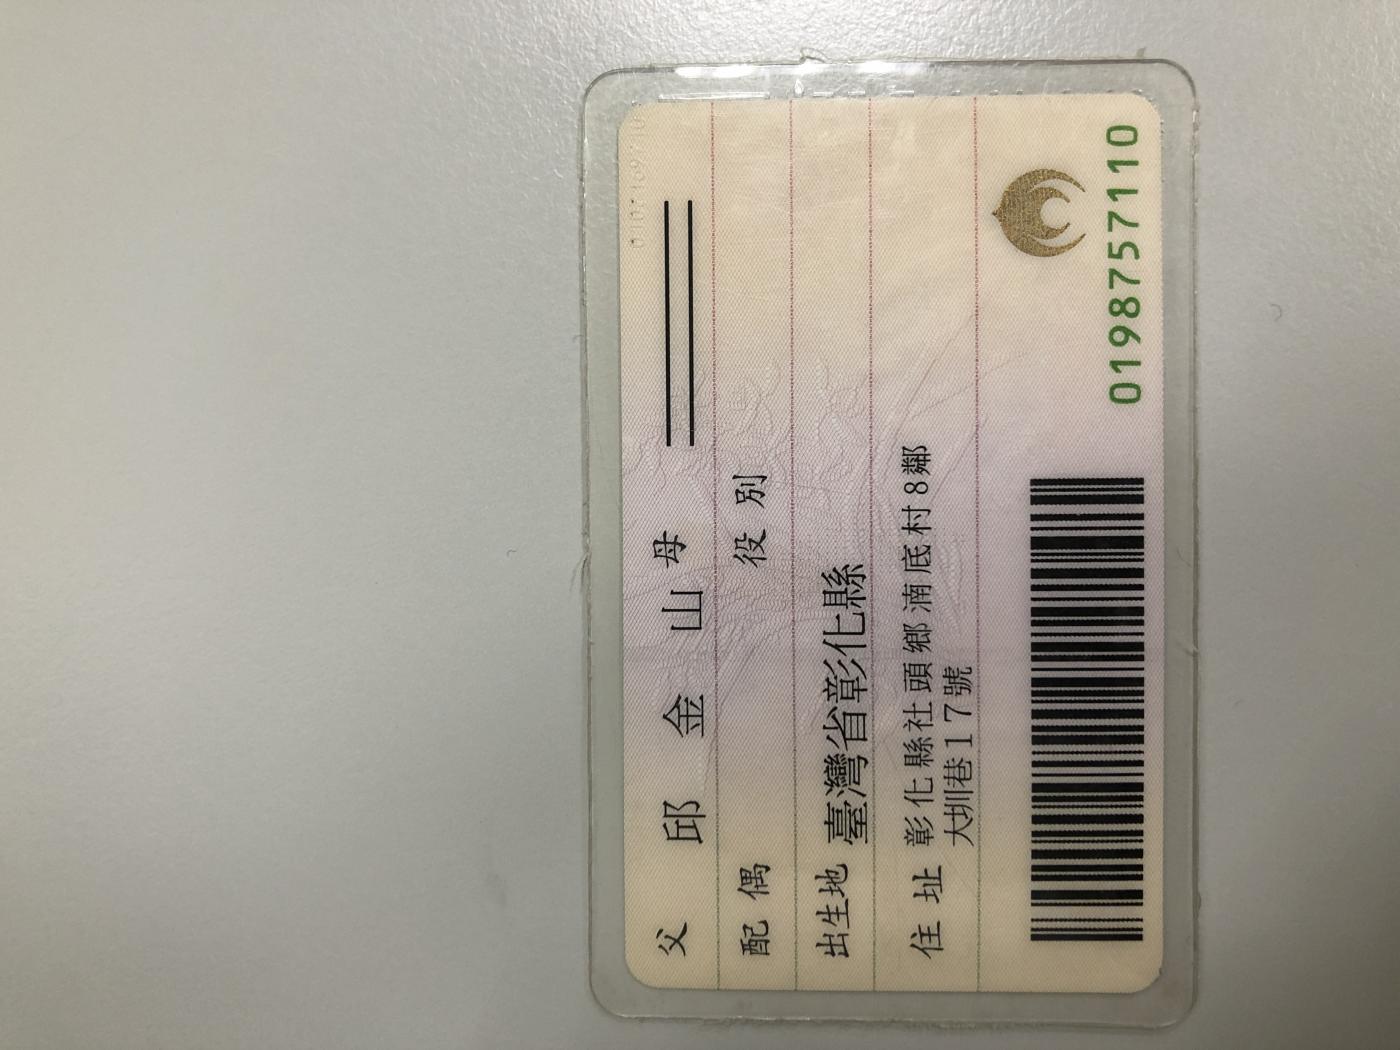 父 邱金山 母
配偶 役別
出生地 臺灣省彰化縣
住址 彰化縣社頭鄉湳底村8鄰
大圳巷17號
0198757110